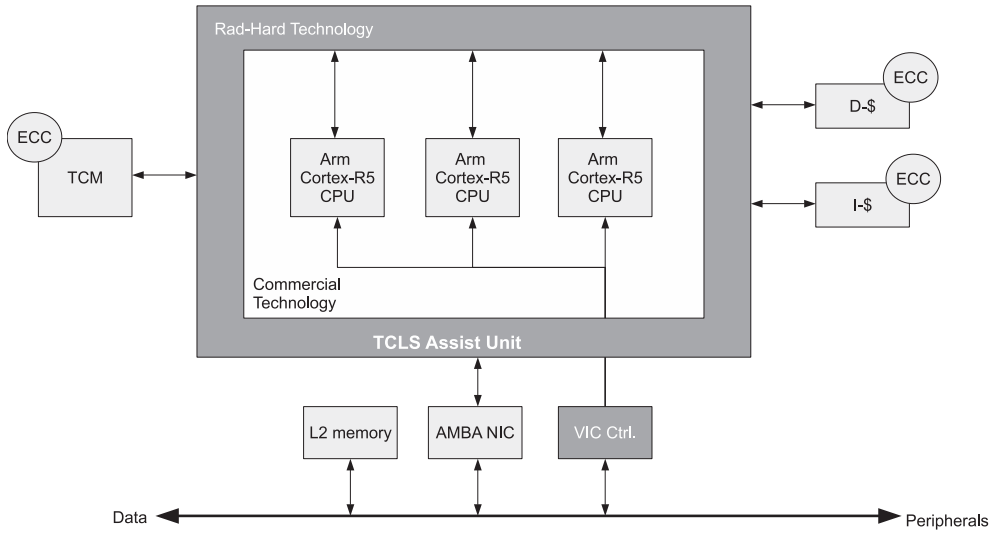 Rad-Hard Technology
ECC
D-$
ECC
TCM
Arm
Cortex-R5
CPU
Arm
Cortex-R5
CPU
Arm
Cortex-R5
CPU
ECC
I-$
Commercial
Technology
TCLS Assist Unit
L2 memory
AMBA NIC
VIC Ctrl.
Data
Peripherals